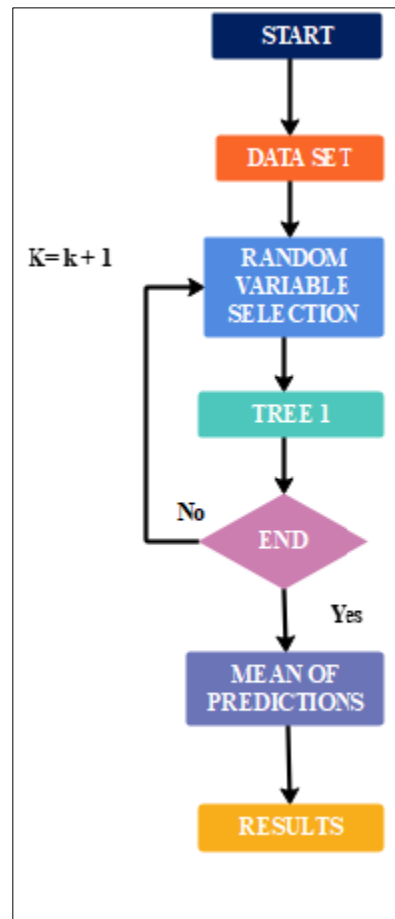 START
DATA SET
K= k + 1
RANDOM
VARIABLE
SELECTION
TREE 1
No
END
Yes
MEAN OF
PREDICTIONS
RESULTS